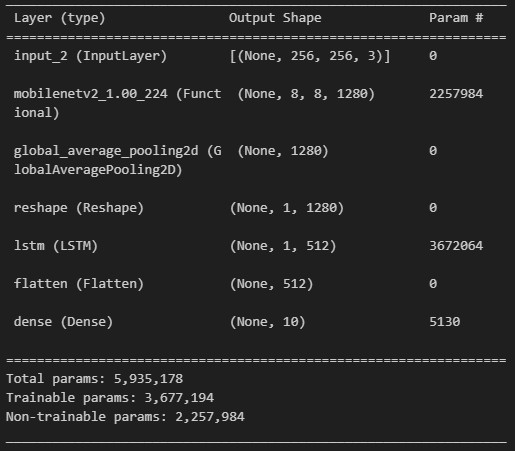 Layer (type) Output Shape Param #
=================================================================
input_2 (InputLayer) [(None, 256, 256, 3)] 0
mobilenetv2_1.00_224 (Funct (None, 8, 8, 1280) 2257984
ional)
global_average_pooling2d (G (None, 1280) 0
lobalAveragePooling2D)
reshape (Reshape) (None, 1, 1280) 0
lstm (LSTM) (None, 1, 512) 3672064
flatten (Flatten) (None, 512) 0
dense (Dense) (None, 10) 5130
=================================================================
Total params: 5,935,178
Trainable params: 3,677,194
Non-trainable params: 2,257,984